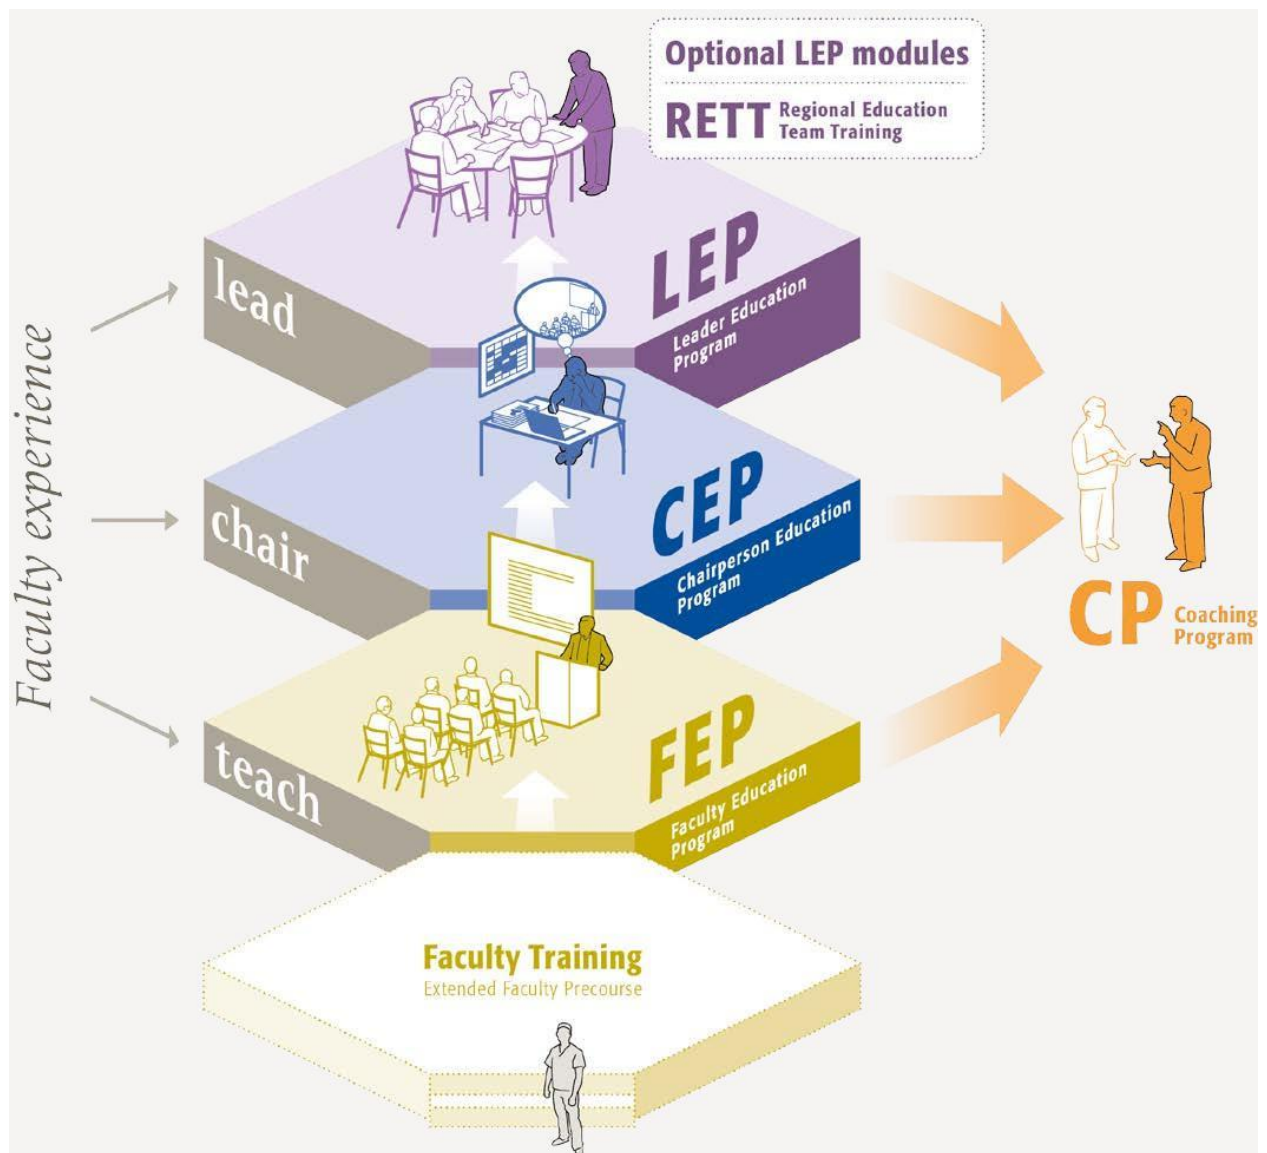 Optional LEP modules
RETT Regional Education
Team Training
Faculty experience
lead
LEP
Leader Education
Program
chair
CEP
Chairperson Education
Program
CP Coaching
Program
teach
FEP
Faculty Education
Program
Faculty Training
Extended Faculty Precourse